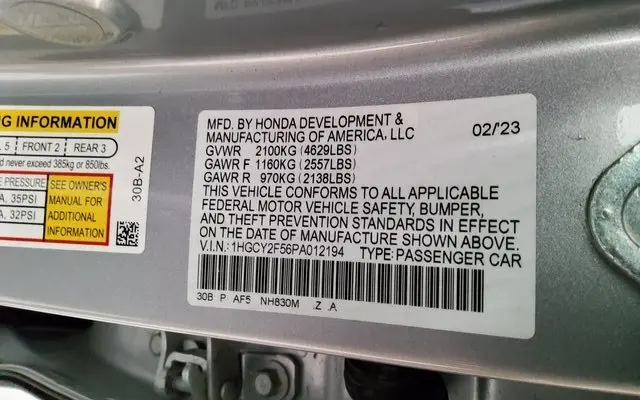 NG INFORMATION
5 FRONT 2 REAR 3
d never exceed 385kg or 850lbs.
PRESSURE
A, 35PSI
A, 32PSI
SEE OWNER'S
MANUAL FOR
ADDITIONAL
INFORMATION
30B-A2
MFD. BY HONDA DEVELOPMENT &
MANUFACTURING OF AMERICA, LLC
02/'23
GVWR 2100KG (4629LBS)
GAWR F 1160KG (2557LBS)
GAWR R 970KG (2138LBS)
THIS VEHICLE CONFORMS TO ALL APPLICABLE
FEDERAL MOTOR VEHICLE SAFETY, BUMPER,
AND THEFT PREVENTION STANDARDS IN EFFECT
ON THE DATE OF MANUFACTURE SHOWN ABOVE.
V.I.N.: 1HGCY2F56PA012194 TYPE: PASSENGER CAR
30B P AF5 NH830M .Z .A